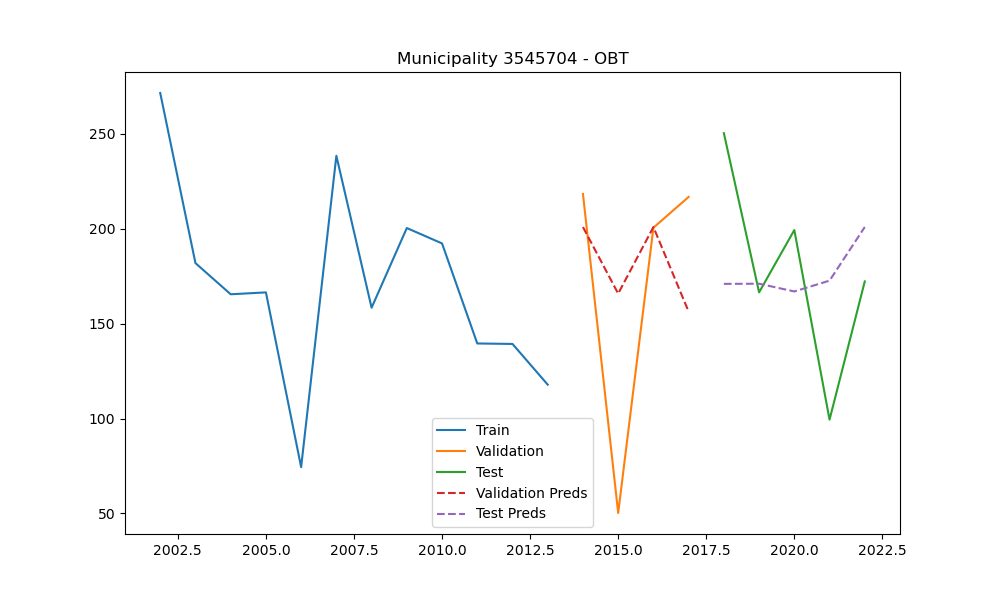 Municipality 3545704 - OBT
250
200
150
100
50
Train
Validation
Test
Validation Preds
Test Preds
2002.5 2005.0 2007.5 2010.0 2012.5 2015.0 2017.5 2020.0 2022.5